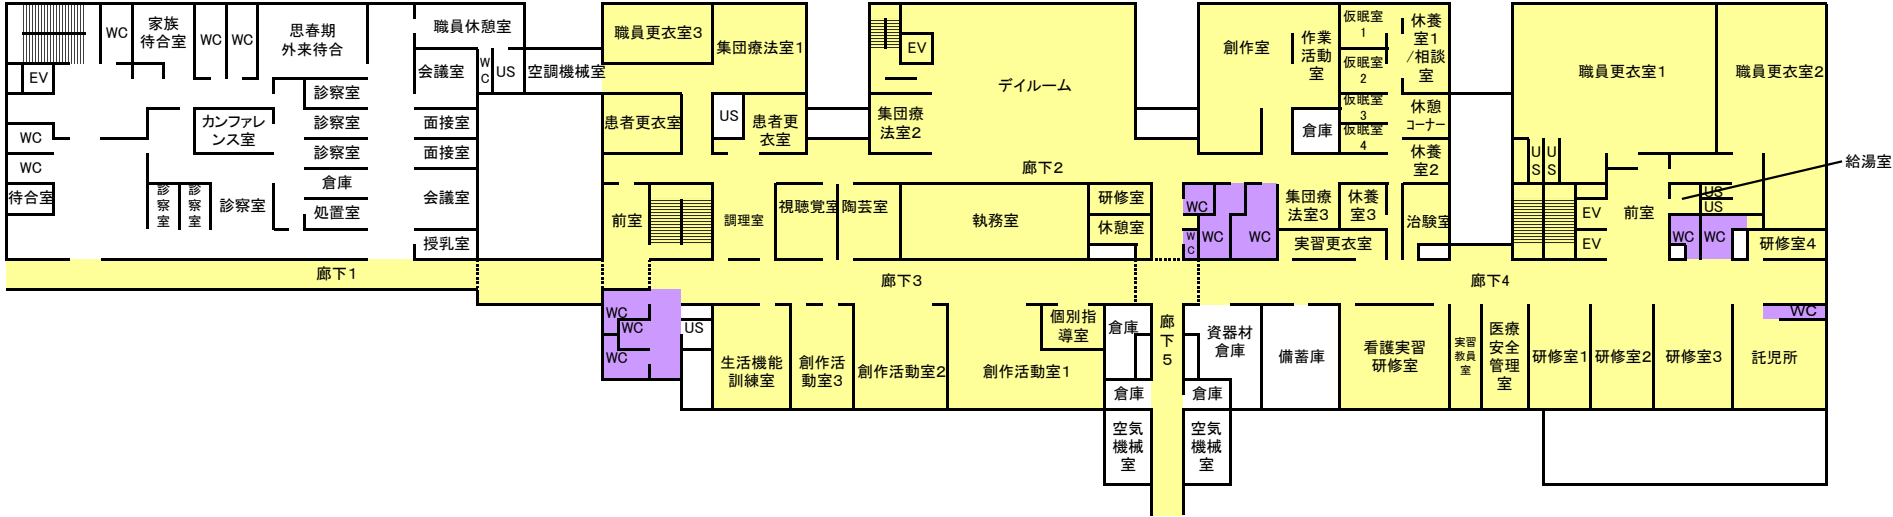 WC
家族
待合室
WC
WC
思春期
外来待合
職員休憩室
EV
会議室
WC
US
空調機械室
診察室
カンファレ
ンス室
診察室
面接室
WC
診察室
面接室
WC
倉庫
待合室
診察室
診察室
診察室
処置室
会議室
授乳室
廊下1
職員更衣室3
集団療法室1
EV
デイルーム
患者更衣室
US
患者更
衣室
集団療
法室2
創作室
作業
活動
室
仮眠室
1
仮眠室
2
仮眠室
3
仮眠室
4
休養
室1
/相談
室
休憩
コーナー
休養
室2
倉庫
職員更衣室1
職員更衣室2
US
US
給湯室
廊下2
前室
調理室
視聴覚室
陶芸室
執務室
研修室
休憩室
WC
WC
WC
WC
集団療
法室3
休養
室3
治験室
実習更衣室
EV
EV
前室
US
US
WC
WC
研修室4
廊下3
廊下4
WC
WC
WC
US
生活機能
訓練室
創作活
動室3
創作活動室2
創作活動室1
個別指
導室
倉庫
廊
下
5
資器材
倉庫
備蓄庫
看護実習
研修室
実習
教員
室
医療
安全
管理
室
研修室1
研修室2
研修室3
WC
託児所
倉庫
倉庫
空気
機械
室
空気
機械
室